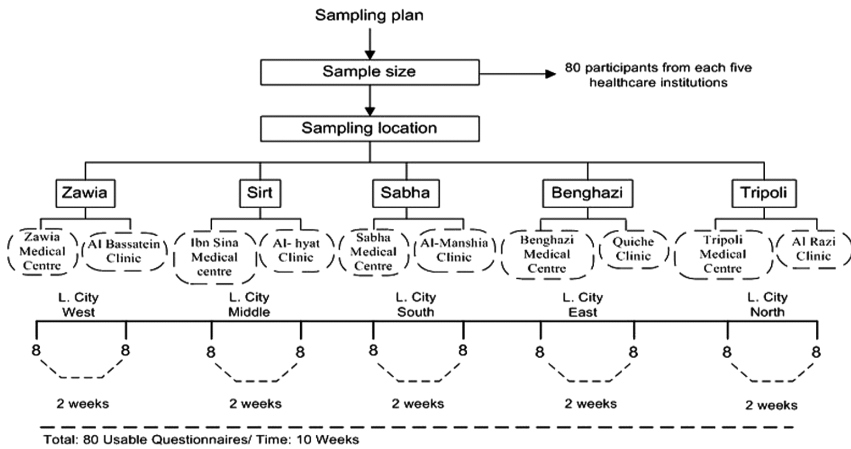 Sampling plan
Sample size
80 participants from each five
healthcare institutions
Sampling location
Zawia
Sirt
Sabha
Benghazi
Tripoli
Zawia
Medical
Centre
Al Bassatein
Clinic
Ibn Sina
Medical
centre
Al- hyat
Clinic
Sabha
Medical
Centre
Al-Manshia
Clinic
Benghazi
Medical
Centre
Quiche
Clinic
Tripoli
Medical
Centre
Al Razi
Clinic
L. City
West
L. City
Middle
L. City
South
L. City
East
L. City
North
8 8 8 8 8 8 8 8 8 8
2 weeks 2 weeks 2 weeks 2 weeks 2 weeks
Total: 80 Usable Questionnaires/ Time: 10 Weeks